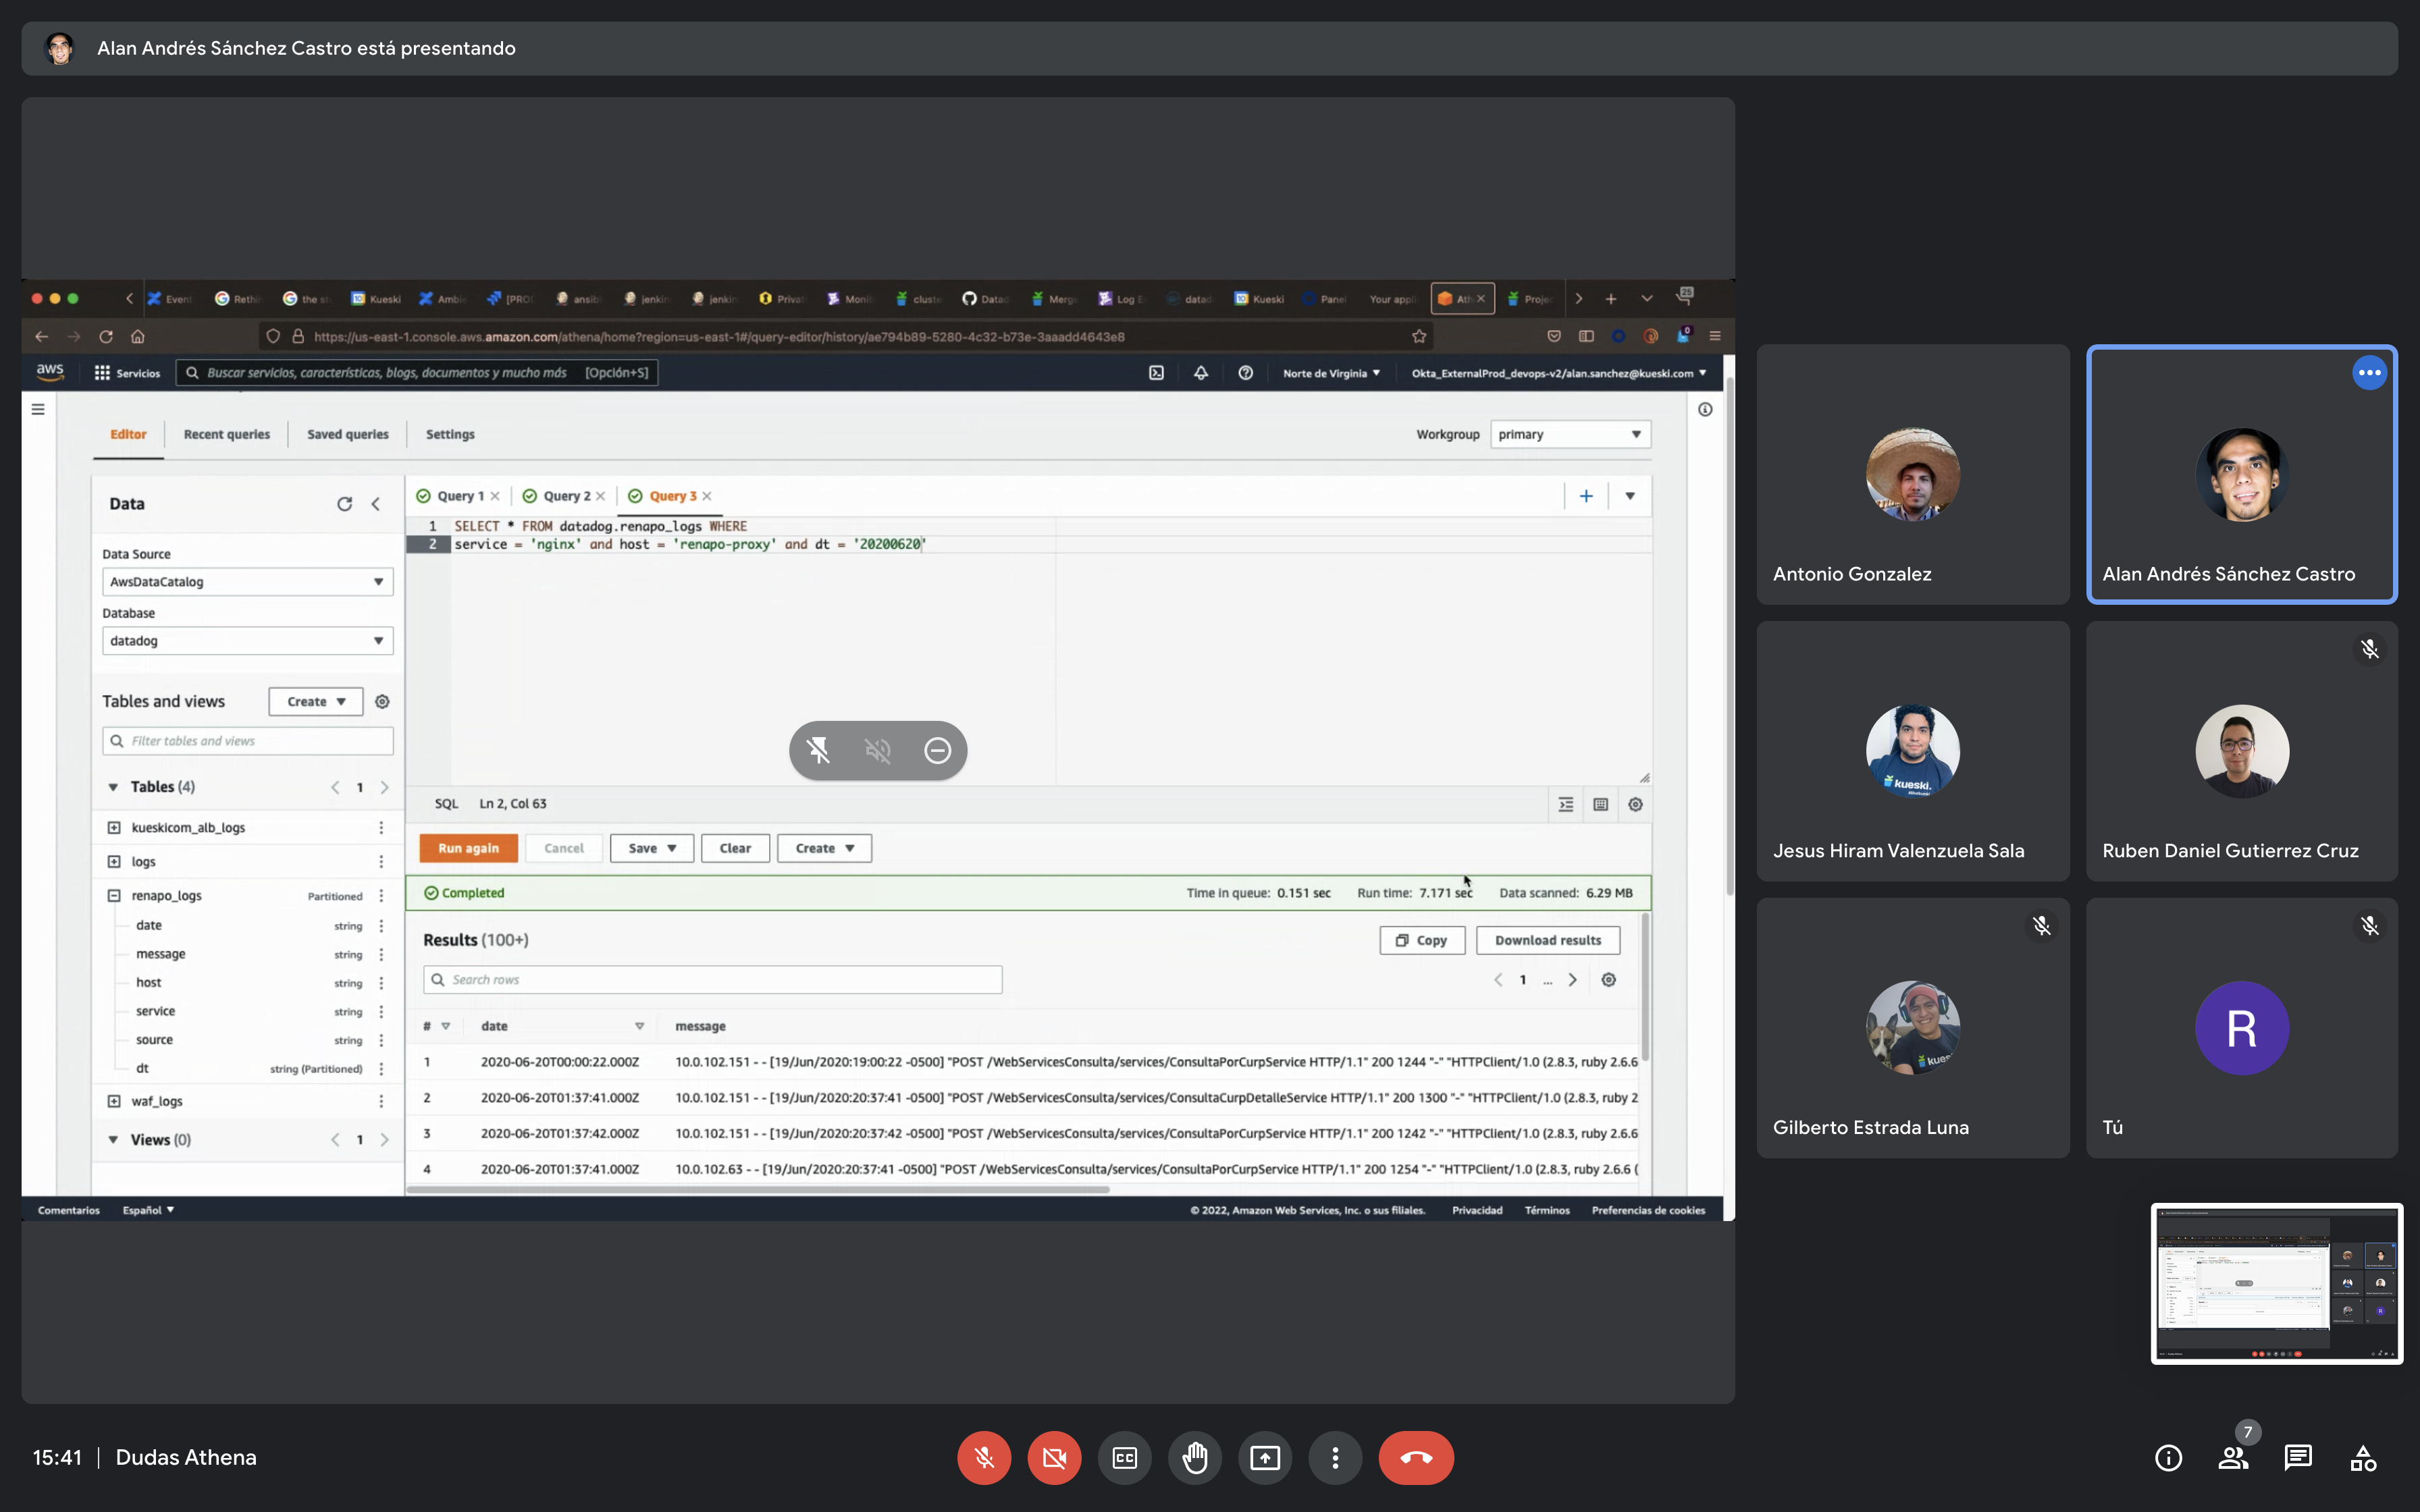 Alan Andrés Sánchez Castro está presentando
Event
Rethi
the st
Kueski
Ambie
[PRO
ansib
jenkin
jenkin
Privat
Monit
cluste
Datad
Merg
Log E
datad
Kueski
Panel
Your appli
Ath
Proje
25
https://us-east-1.console.aws.amazon.com/athena/home?region=us-east-1#/query-editor/history/ae794b89-5280-4c32-b73e-3aaadd4643e8
0
aws
Servicios
Buscar servicios, características, blogs, documentos y mucho más [Opción+S]
Norte de Virginia
Okta_ExternalProd_devops-v2/alan.sanchez@kueski.com
Editor
Recent queries
Saved queries
Settings
Workgroup
primary
Data
Data Source
AwsDataCatalog
Database
datadog
Tables and views
Create
Filter tables and views
Tables (4)
1
kueskicom_alb_logs
logs
renapo_logs Partitioned
date string
message string
host string
service string
source string
dt string (Partitioned)
waf_logs
Views (0)
1
Query 1
Query 2
Query 3
1 SELECT * FROM datadog.renapo_logs WHERE
2 service = 'nginx' and host = 'renapo-proxy' and dt = '20200620'
SQL Ln 2, Col 63
Run again
Cancel
Save
Clear
Create
Completed
Time in queue: 0.151 sec
Run time: 7.171 sec
Data scanned: 6.29 MB
Results (100+)
Copy
Download results
Search rows
1 ...
# date message
1 2020-06-20T00:00:22.000Z 10.0.102.151 - - [19/Jun/2020:19:00:22 -0500] "POST /WebServicesConsulta/services/ConsultaPorCurpService HTTP/1.1" 200 1244 "-" "HTTPClient/1.0 (2.8.3, ruby 2.6.6
2 2020-06-20T01:37:41.000Z 10.0.102.151 - - [19/Jun/2020:20:37:41 -0500] "POST /WebServicesConsulta/services/ConsultaCurpDetalleService HTTP/1.1" 200 1300 "-" "HTTPClient/1.0 (2.8.3, ruby 2
3 2020-06-20T01:37:42.000Z 10.0.102.151 - - [19/Jun/2020:20:37:42 -0500] "POST /WebServicesConsulta/services/ConsultaPorCurpService HTTP/1.1" 200 1242 "-" "HTTPClient/1.0 (2.8.3, ruby 2.6.6
4 2020-06-20T01:37:41.000Z 10.0.102.63 - - [19/Jun/2020:20:37:41 -0500] "POST /WebServicesConsulta/services/ConsultaPorCurpService HTTP/1.1" 200 1254 "-" "HTTPClient/1.0 (2.8.3, ruby 2.6.6 (
Comentarios
Español
© 2022, Amazon Web Services, Inc. o sus filiales.
Privacidad
Términos
Preferencias de cookies
Antonio Gonzalez
Alan Andrés Sánchez Castro
kueski.
Jesus Hiram Valenzuela Sala
Ruben Daniel Gutierrez Cruz
kues
Gilberto Estrada Luna
R
Tú
15:41 | Dudas Athena
CC
7